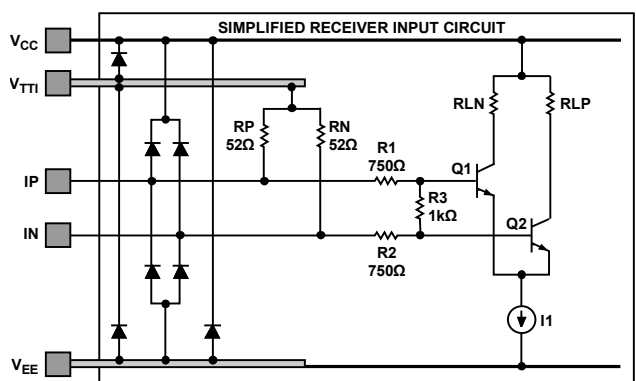 SIMPLIFIED RECEIVER INPUT CIRCUIT
VCC
VTTI
RP
52Ω
RN
52Ω
RLN
RLP
R1
750Ω
Q1
IP
R3
1kΩ
Q2
IN
R2
750Ω
I1
VEE